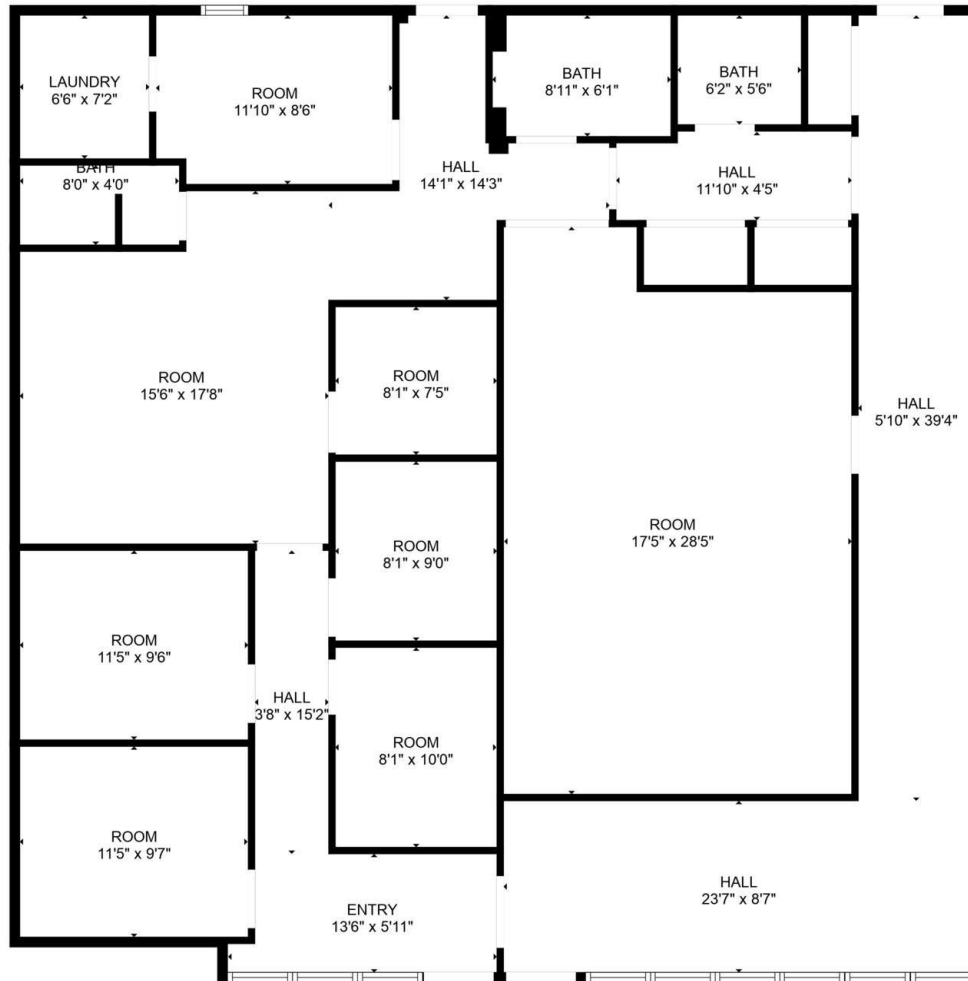 LAUNDRY
6'6" x 7'2"
ROOM
11'10" x 8'6"
BATH
8'11" x 6'1"
BATH
6'2" x 5'6"
BATH
8'0" x 4'0"
HALL
14'1" x 14'3"
HALL
11'10" x 4'5"
ROOM
15'6" x 17'8"
ROOM
8'1" x 7'5"
HALL
5'10" x 39'4"
ROOM
8'1" x 9'0"
ROOM
17'5" x 28'5"
ROOM
11'5" x 9'6"
HALL
3'8" x 15'2"
ROOM
8'1" x 10'0"
ROOM
11'5" x 9'7"
ENTRY
13'6" x 5'11"
HALL
23'7" x 8'7"